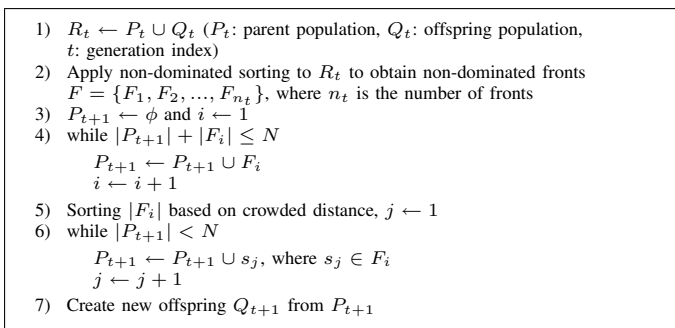 1) R_t ← P_t ∪ Q_t (P_t: parent population, Q_t: offspring population,
t: generation index)
2) Apply non-dominated sorting to R_t to obtain non-dominated fronts
F = {F_1, F_2, ..., F_{n_t}}, where n_t is the number of fronts
3) P_{t+1} ← ϕ and i ← 1
4) while |P_{t+1}| + |F_i| ≤ N
P_{t+1} ← P_{t+1} ∪ F_i
i ← i + 1
5) Sorting |F_i| based on crowded distance, j ← 1
6) while |P_{t+1}| < N
P_{t+1} ← P_{t+1} ∪ s_j, where s_j ∈ F_i
j ← j + 1
7) Create new offspring Q_{t+1} from P_{t+1}